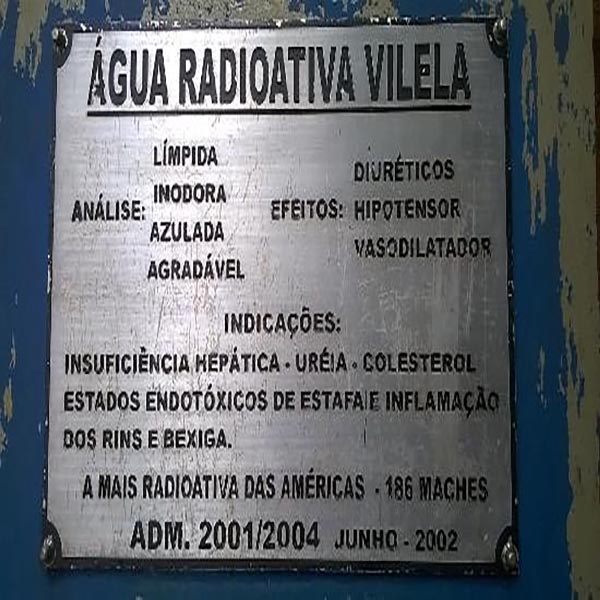 ÁGUA RADIOATIVA VILELA
LÍMPIDA
INODORA
ANÁLISE:
AZULADA
AGRADÁVEL
DIURÉTICOS
EFEITOS: HIPOTENSOR
VASODILATADOR
INDICAÇÕES:
INSUFICIÊNCIA HEPÁTICA - URÉIA - COLESTEROL
ESTADOS ENDOTÓXICOS DE ESTAFA E INFLAMAÇÃO
DOS RINS E BEXIGA.
A MAIS RADIOATIVA DAS AMÉRICAS - 186 MACHES
ADM. 2001/2004 JUNHO - 2002